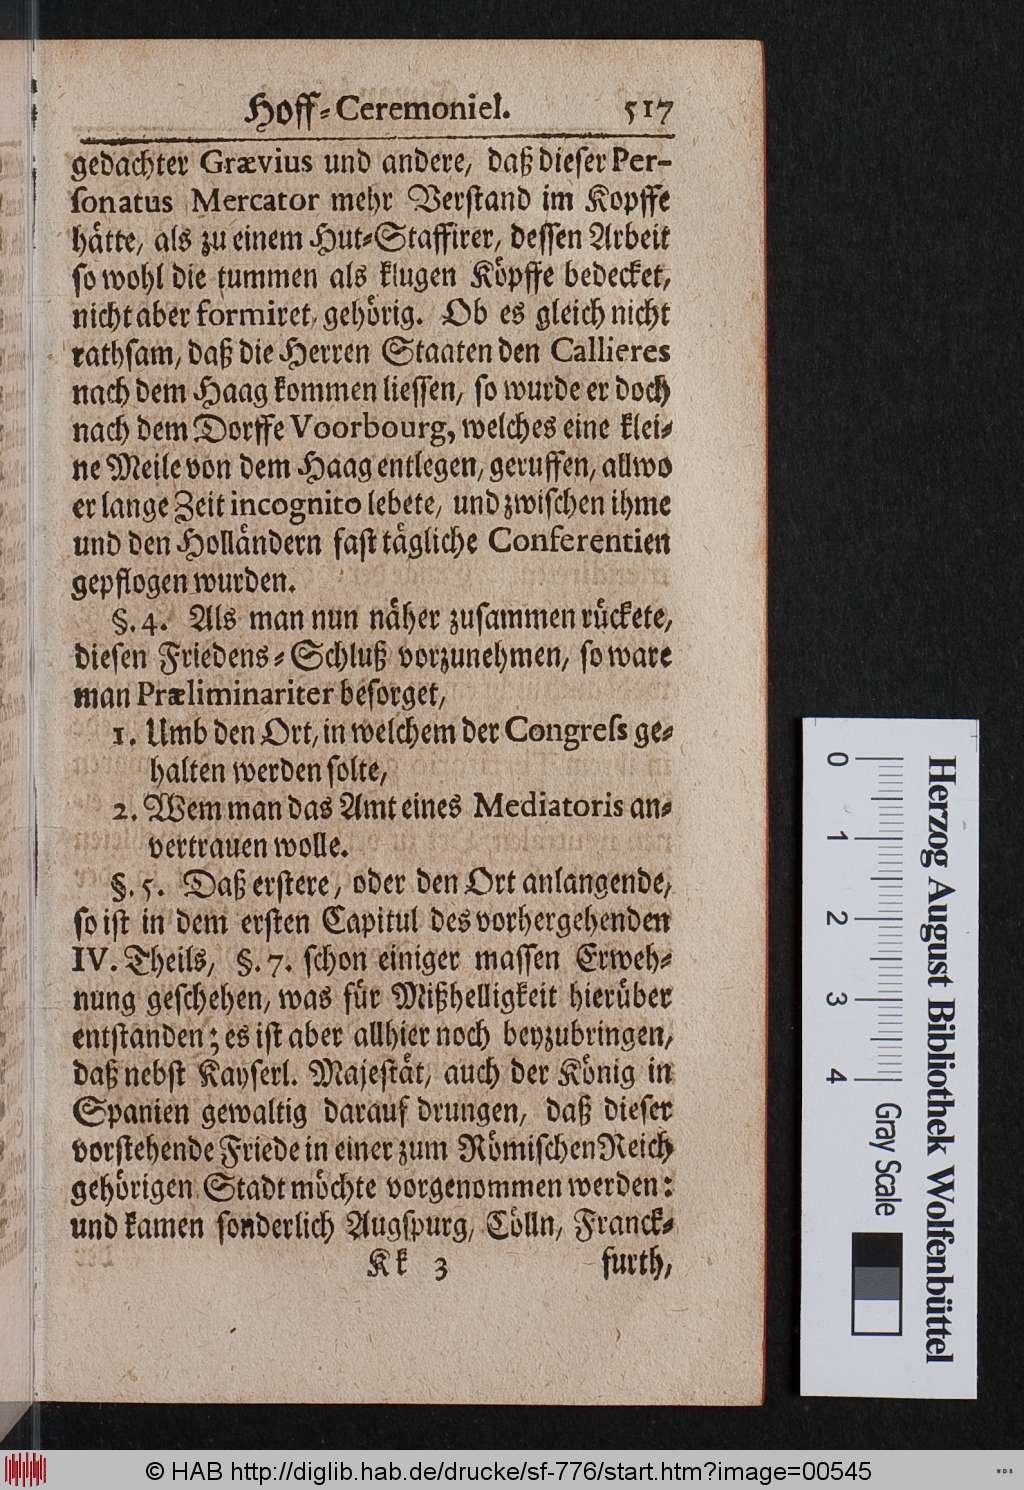 Hoff-Ceremoniel. 517
gedachter Grævius und andere, daß dieser Per-
sonatus Mercator mehr Verstand im Kopffe
hätte, als zu einem Hut-Staffirer, dessen Arbeit
so wohl die tummen als klugen Köpffe bedecket,
nicht aber formiret, gehörig. Ob es gleich nicht
rathsam, daß die Herren Staaten den Callieres
nach dem Haag kommen liessen, so wurde er doch
nach dem Dorffe Voorbourg, welches eine klei-
ne Meile von dem Haag entlegen, geruffen, allwo
er lange Zeit incognito lebete, und zwischen ihme
und den Holländern fast tägliche Conferentien
gepflogen wurden.
§. 4. Als man nun näher zusammen rückete,
diesen Friedens-Schluß vorzunehmen, so ware
man Præliminariter besorget,
1. Umb den Ort, in welchem der Congress ge-
halten werden solte,
2. Wem man das Amt eines Mediatoris an-
vertrauen wolle.
§. 5. Daß erstere, oder den Ort anlangende,
so ist in dem ersten Capitul des vorhergehenden
IV. Theils, §. 7. schon einiger massen Erweh-
nung geschehen, was für Mißhelligkeit hierüber
entstanden; es ist aber allhier noch beyzubringen,
daß nebst Kayserl. Majestät, auch der König in
Spanien gewaltig darauf drungen, daß dieser
vorstehende Friede in einer zum Römischen Reich
gehörigen Stadt möchte vorgenommen werden:
und kamen sonderlich Augspurg, Cölln, Franck-
Kk 3 furth,
0 1 2 3 4 Gray Scale
Herzog August Bibliothek Wolfenbüttel
© HAB http://diglib.hab.de/drucke/sf-776/start.htm?image=00545